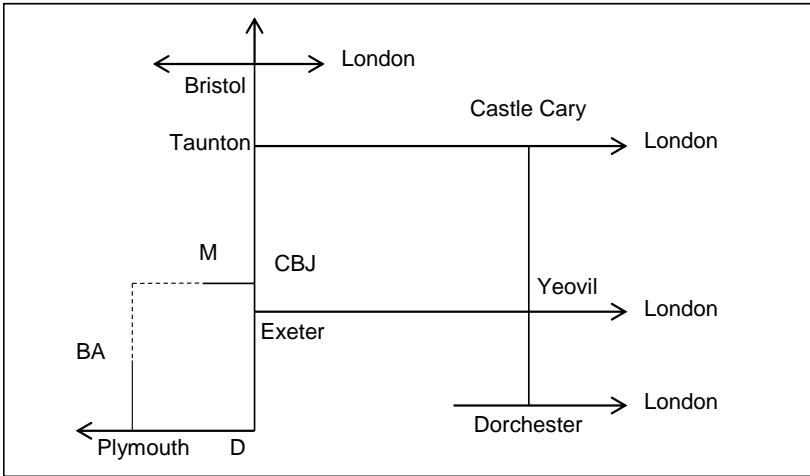 London
Bristol
Castle Cary
Taunton
London
M
CBJ
Yeovil
London
Exeter
BA
London
Dorchester
Plymouth
D